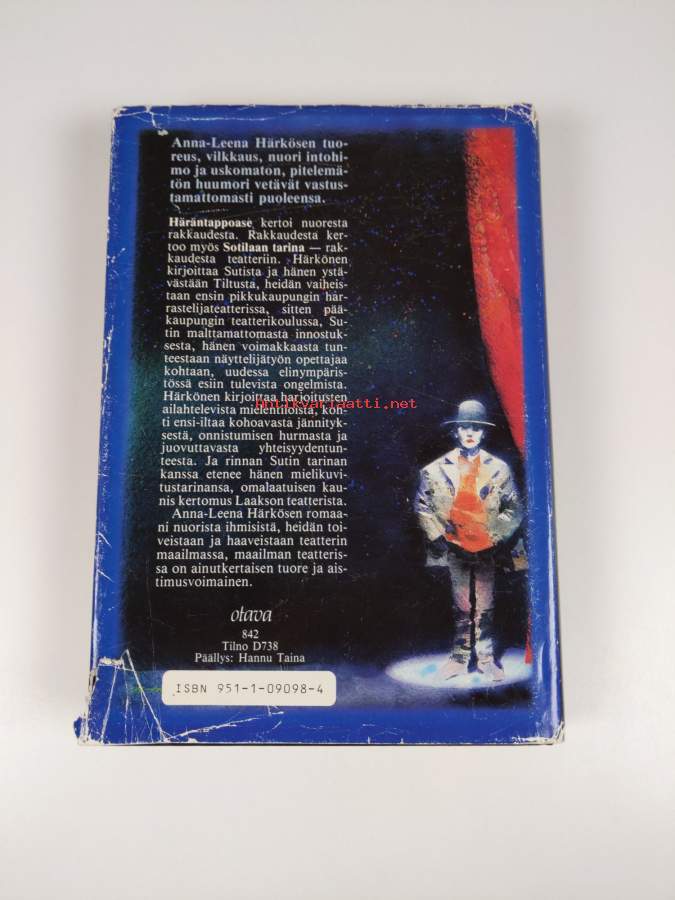 Anna-Leena Härkösen tuo-
reus, vilkkaus, nuori intohi-
mo ja uskomaton, pitelemä-
tön huumori vetävät vastus-
tamattomasti puoleensa.
Häräntappoase kertoi nuoresta
rakkaudesta. Rakkaudesta ker-
too myös Sotilaan tarina — rak-
kaudesta teatteriin. Härkönen
kirjoittaa Sutista ja hänen ystä-
västään Tiltusta, heidän vaiheis-
taan ensin pikkukaupungin har-
rastelijateatterissa, sitten pää-
kaupungin teatterikoulussa, Su-
tin malttamattomasta innostuk-
sesta, hänen voimakkaasta tun-
teestaan näyttelijätyön opettajaa
kohtaan, uudessa elinympäris-
tössä esiin tulevista ongelmista.
Härkönen kirjoittaa harjoitusten
ailahtelevista mielentiloista, koh-
ti ensi-iltaa kohoavasta jännityk-
sestä, onnistumisen hurmasta ja
juovuttavasta yhteisyydentun-
teesta. Ja rinnan Sutin tarinan
kanssa etenee hänen mielikuvi-
tustarinansa, omalaatuisen kau-
nis kertomus Laakson teatterista.
Anna-Leena Härkösen romaa-
ni nuorista ihmisistä, heidän toi-
veistaan ja haaveistaan teatterin
maailmassa, maailman teatteris-
sa on ainutkertaisen tuore ja ais-
timusvoimainen.
otava
842
Tilno D738
Päällys: Hannu Taina
ISBN 951-1-09098-4
antikvariaatti.net